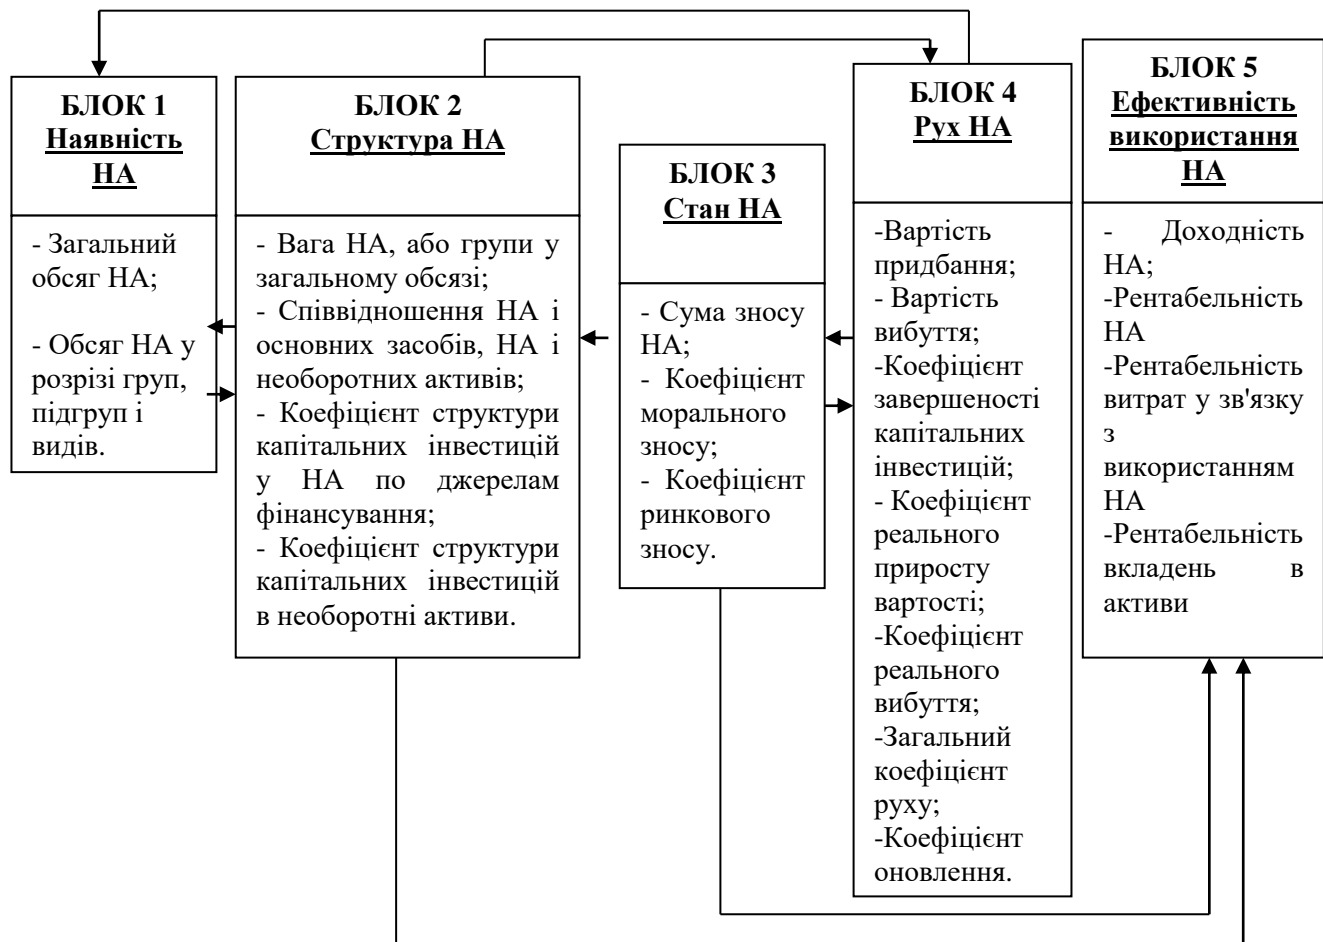 БЛОК 1
Наявність
НА
- Загальний
обсяг НА;
- Обсяг НА у
розрізі груп,
підгруп і
видів.
БЛОК 2
Структура НА
- Вага НА, або групи у
загальному обсязі;
- Співвідношення НА і
основних засобів, НА і
необоротних активів;
- Коефіцієнт структури
капітальних інвестицій
у НА по джерелам
фінансування;
- Коефіцієнт структури
капітальних інвестицій
в необоротні активи.
БЛОК 3
Стан НА
- Сума зносу
НА;
- Коефіцієнт
морального
зносу;
- Коефіцієнт
ринкового
зносу.
БЛОК 4
Рух НА
-Вартість
придбання;
- Вартість
вибуття;
-Коефіцієнт
завершеності
капітальних
інвестицій;
- Коефіцієнт
реального
приросту
вартості;
-Коефіцієнт
реального
вибуття;
-Загальний
коефіцієнт
руху;
-Коефіцієнт
оновлення.
БЛОК 5
Ефективність
використання
НА
- Доходність
НА;
-Рентабельність
НА
-Рентабельність
витрат у зв'язку
з
використанням
НА
-Рентабельність
вкладень в
активи